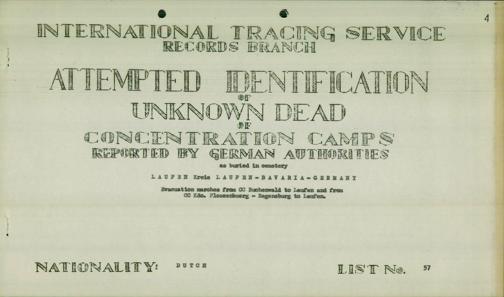 4
INTERNATIONAL TRACING SERVICE
RECORDS BRANCH
ATTEMPTED IDENTIFICATION
OF
UNKNOWN DEAD
OF
CONCENTRATION CAMPS
REPORTED BY GERMAN AUTHORITIES
as buried in cemetery
LAUFEN Kreis LAUFEN-BAVARIA-GERMANY
Evacuation marches from CC Buchenwald to Laufen and from
CC Kdo. Flossenbuerg - Regensburg to Laufen.
NATIONALITY: DUTCH LIST No. 57